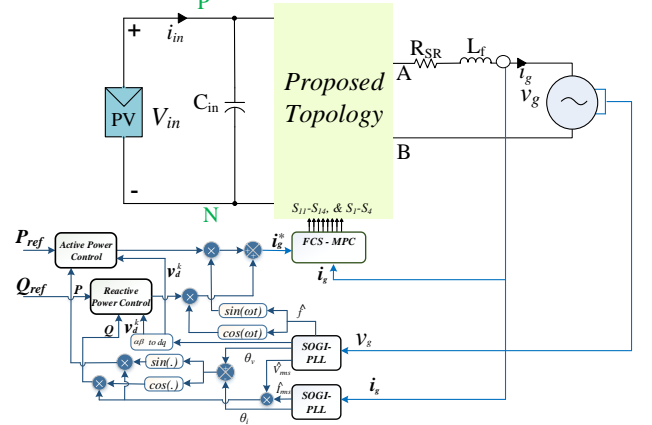 P
+
i_in
PV
V_in
C_in
Proposed
Topology
A
R_SR
L_f
i_g
v_g
B
-
N
S_11-S_14, & S_1-S_4
P_ref
Active Power
Control
i_g^*
FCS - MPC
v_d^k
i_g
Q_ref
P
Reactive
Power Control
sin(ωt)
f̂
Q
v_d^k
cos(ωt)
αβ to dq
SOGI-
PLL
v_g
θ_v
sin(.)
V̂_ms
cos(.)
Î_ms
SOGI-
PLL
i_g
θ_i